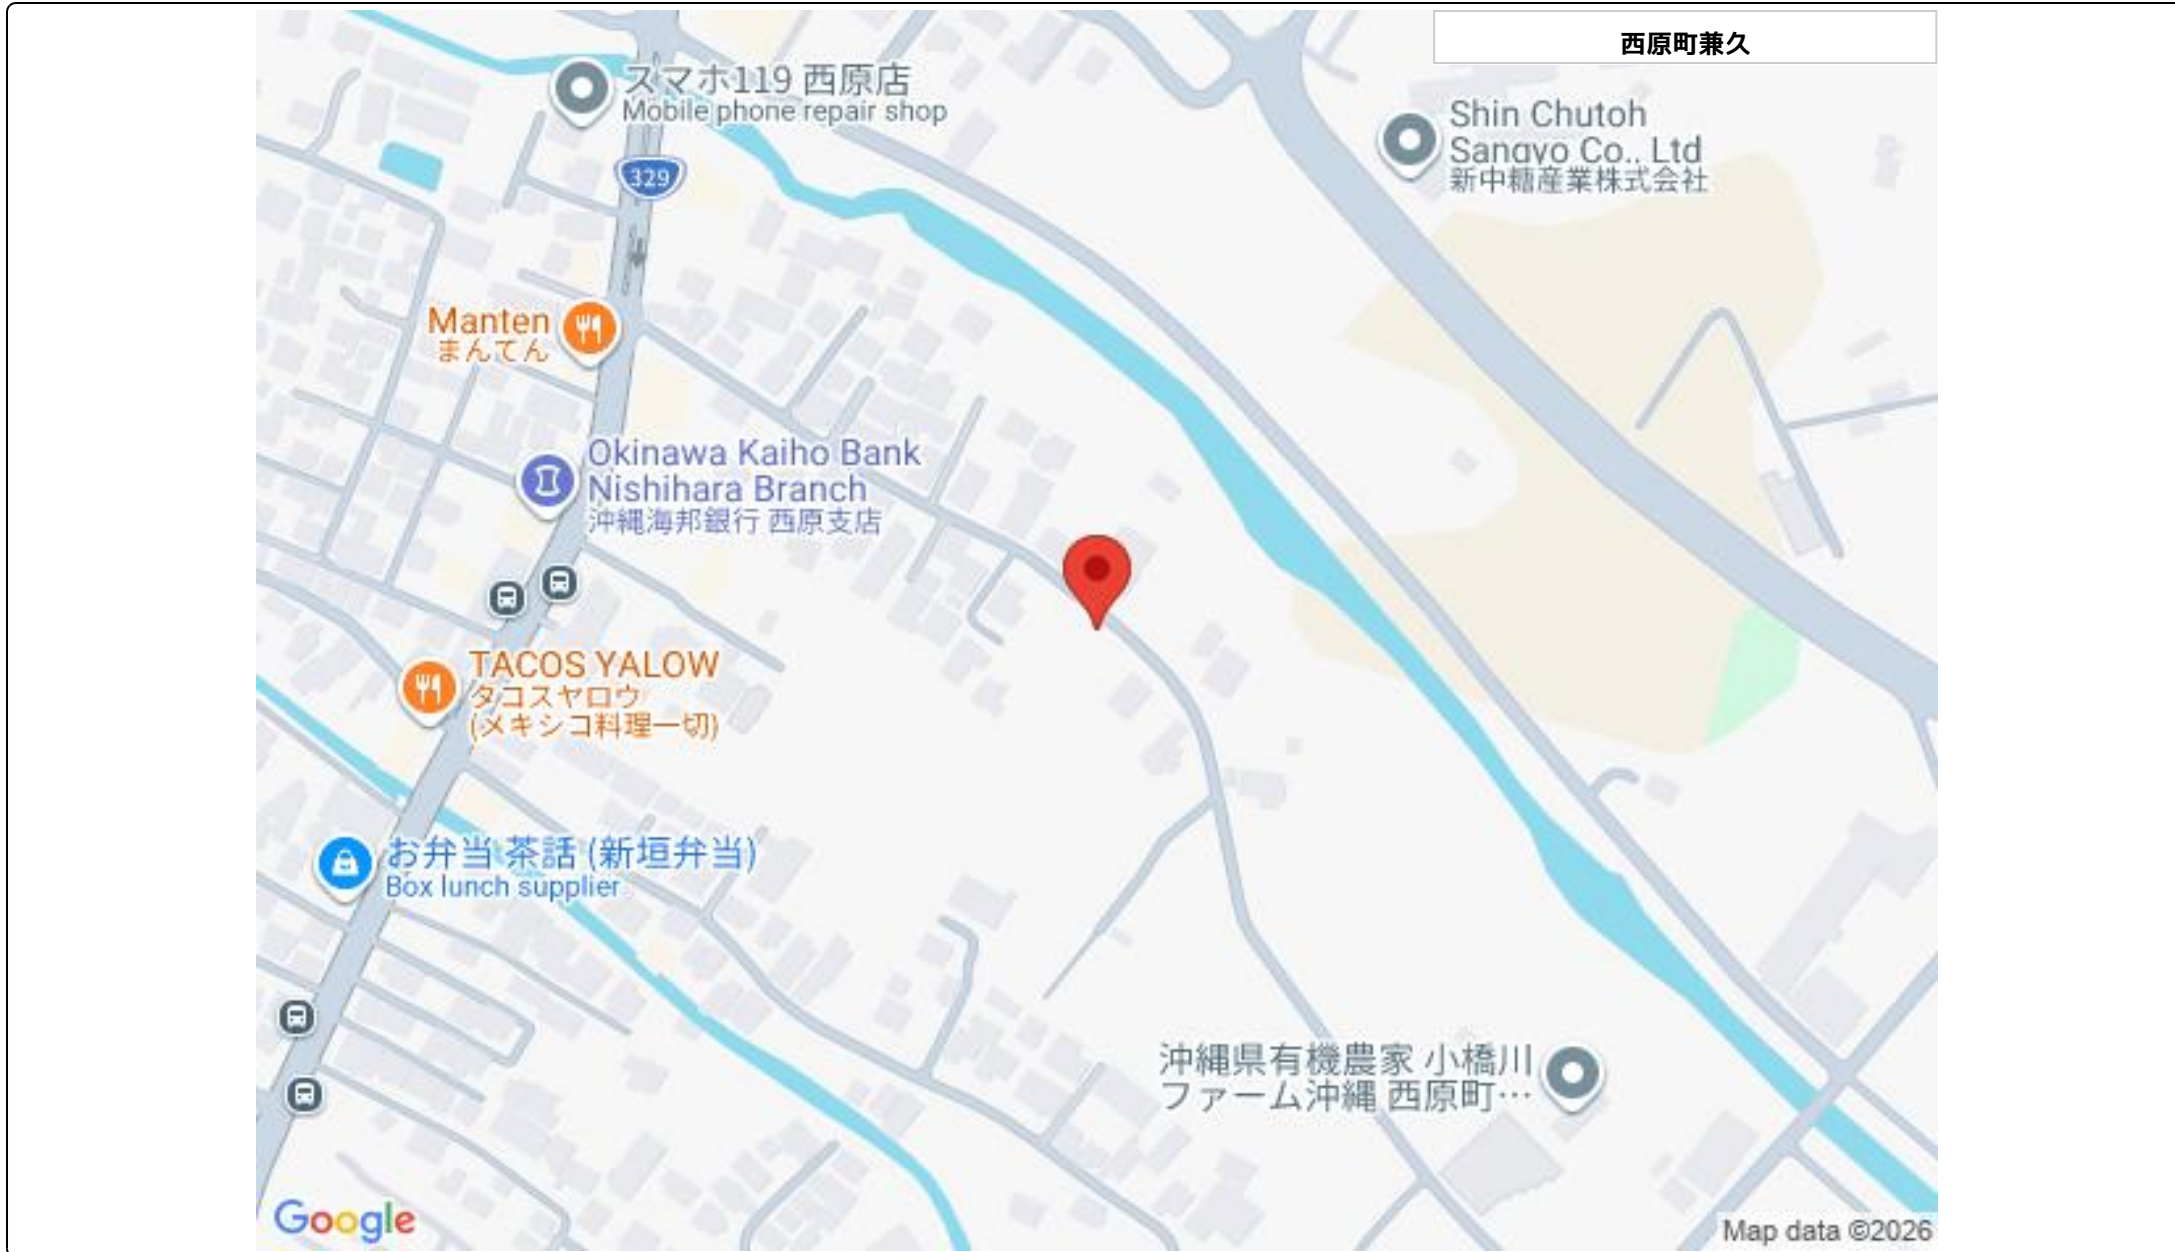 西原町兼久
スマホ119 西原店
Mobile phone repair shop
Shin Chutoh
Sangyo Co., Ltd
新中糖産業株式会社
329
Manten
まんてん
Okinawa Kaiho Bank
Nishihara Branch
沖縄海邦銀行 西原支店
TACOS YALOW
タコスヤロウ
(メキシコ料理一切)
お弁当 茶話 (新垣弁当)
Box lunch supplier
沖縄県有機農家 小橋川
ファーム沖縄 西原町…
Google
Map data ©2026